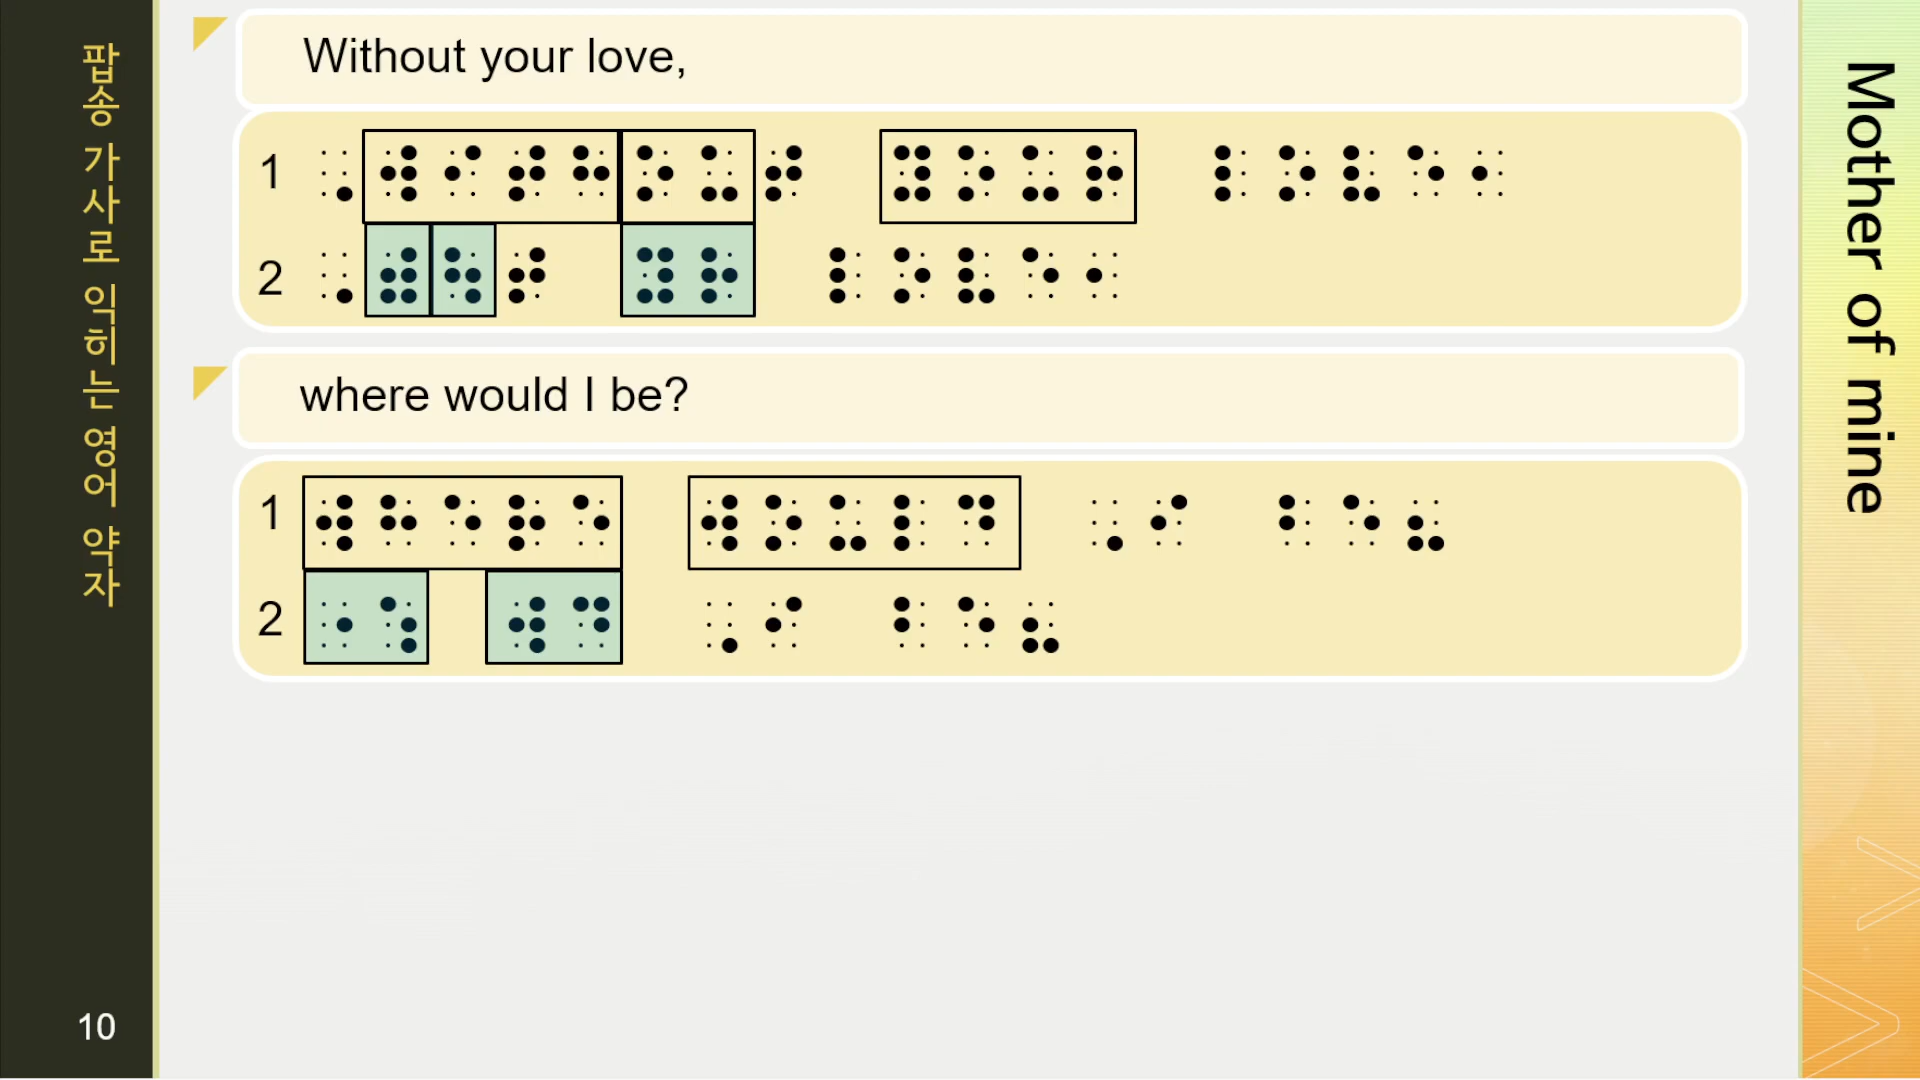 팝송 가사로 익히는 영어 약자
10
Without your love,
1 ⠠⠺⠊⠞⠓⠕⠥⠞ ⠽⠕⠥⠗ ⠇⠕⠧⠑⠂
2 ⠠⠾⠳⠞ ⠽⠗ ⠇⠕⠧⠑⠂
where would I be?
1 ⠺⠓⠑⠗⠑ ⠺⠕⠥⠇⠙ ⠠⠊ ⠃⠑⠦
2 ⠐⠱ ⠺⠙ ⠠⠊ ⠃⠑⠦
Mother of mine